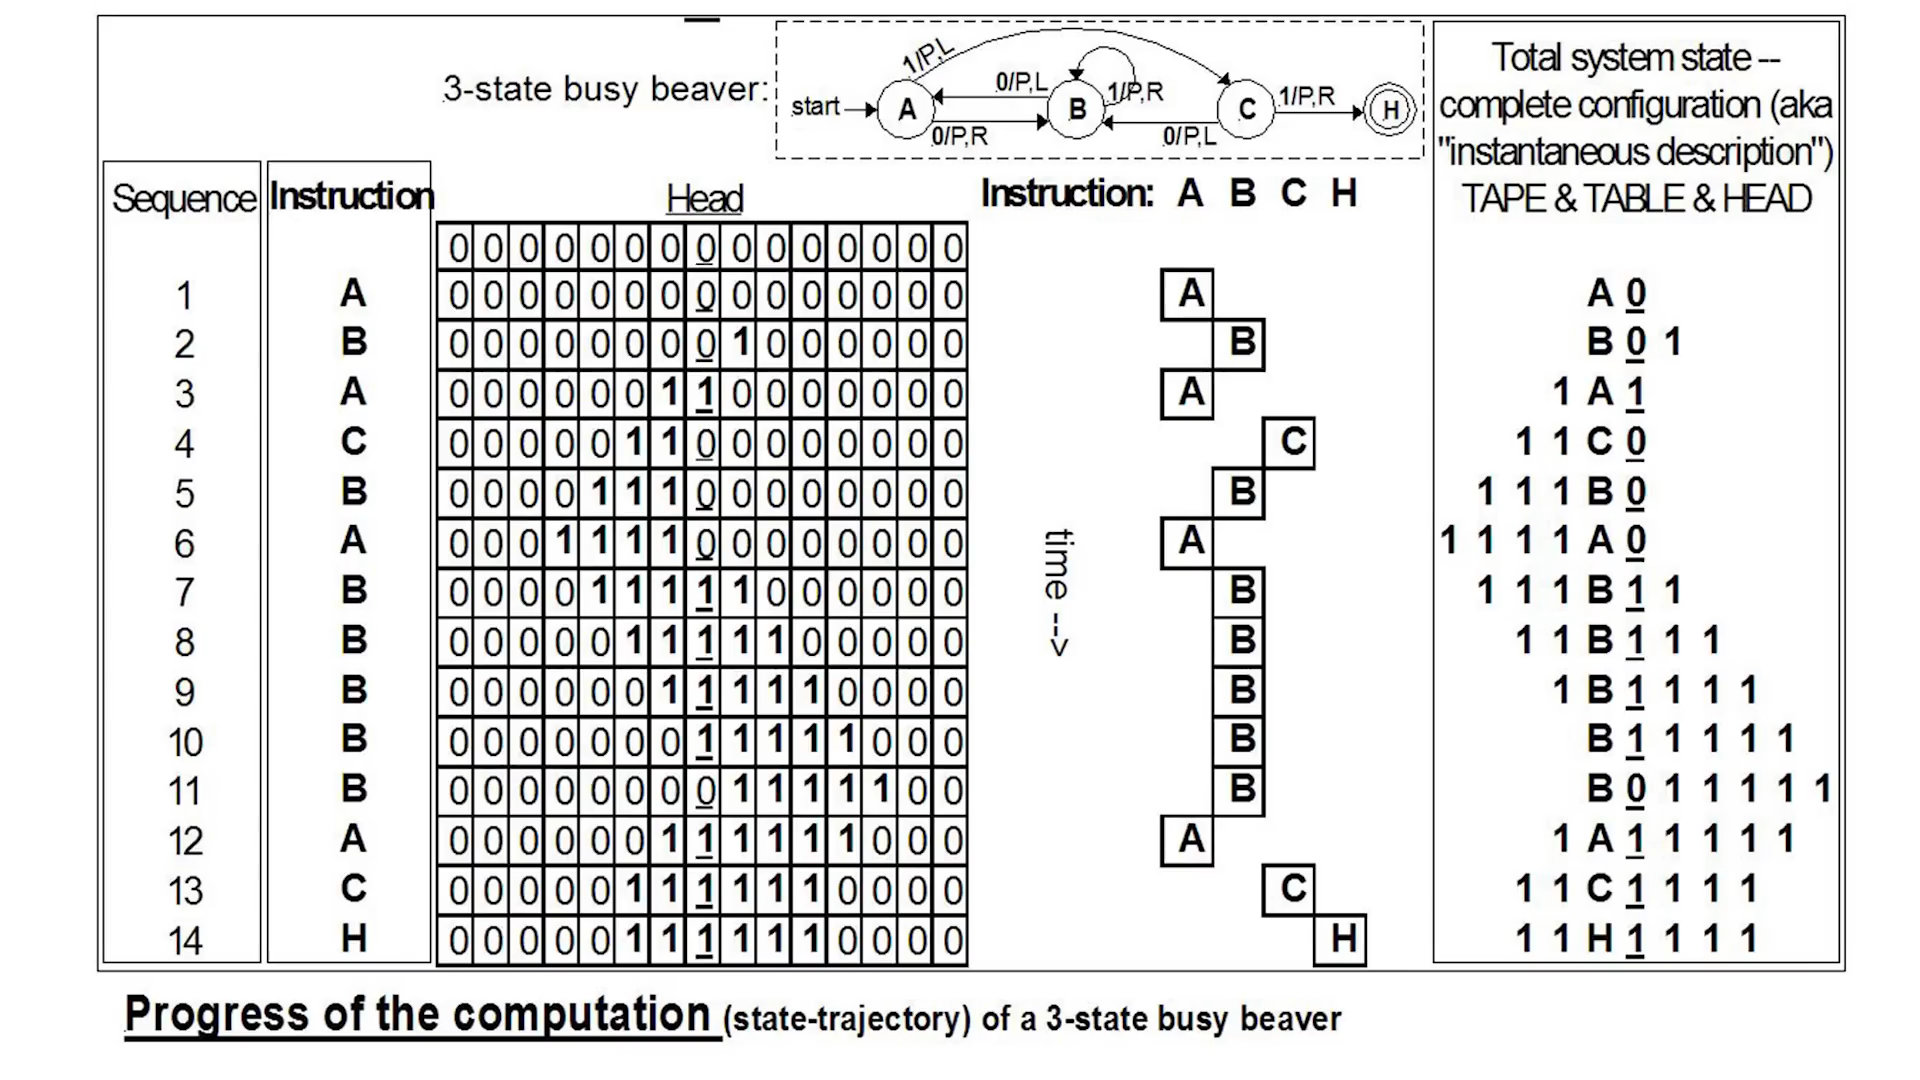 3-state busy beaver:
start
A
B
C
H
1/P,L
0/P,L
1/P,R
1/P,R
0/P,R
0/P,L
Total system state --
complete configuration (aka
"instantaneous description")
TAPE & TABLE & HEAD
Sequence Instruction Head Instruction: A B C H
0 0 0 0 0 0 0 0 0 0 0 0 0 0 0
1 A 0 0 0 0 0 0 0 0 0 0 0 0 0 0 0 A A 0
2 B 0 0 0 0 0 0 0 0 1 0 0 0 0 0 0 B B 0 1
3 A 0 0 0 0 0 0 1 1 0 0 0 0 0 0 0 A 1 A 1
4 C 0 0 0 0 0 1 1 0 0 0 0 0 0 0 0 C 1 1 C 0
5 B 0 0 0 0 1 1 1 0 0 0 0 0 0 0 0 B 1 1 1 B 0
6 A 0 0 0 1 1 1 1 0 0 0 0 0 0 0 0 A 1 1 1 1 A 0
7 B 0 0 0 0 1 1 1 1 1 0 0 0 0 0 0 B 1 1 1 B 1 1
8 B 0 0 0 0 0 1 1 1 1 1 0 0 0 0 0 B 1 1 B 1 1 1
9 B 0 0 0 0 0 0 1 1 1 1 1 0 0 0 0 B 1 B 1 1 1 1
10 B 0 0 0 0 0 0 0 1 1 1 1 1 0 0 0 B B 1 1 1 1 1
11 B 0 0 0 0 0 0 0 0 1 1 1 1 1 0 0 B B 0 1 1 1 1 1
12 A 0 0 0 0 0 0 1 1 1 1 1 1 0 0 0 A 1 A 1 1 1 1 1
13 C 0 0 0 0 0 1 1 1 1 1 1 0 0 0 0 C 1 1 C 1 1 1 1
14 H 0 0 0 0 0 1 1 1 1 1 1 0 0 0 0 H 1 1 H 1 1 1 1
time -->
Progress of the computation (state-trajectory) of a 3-state busy beaver